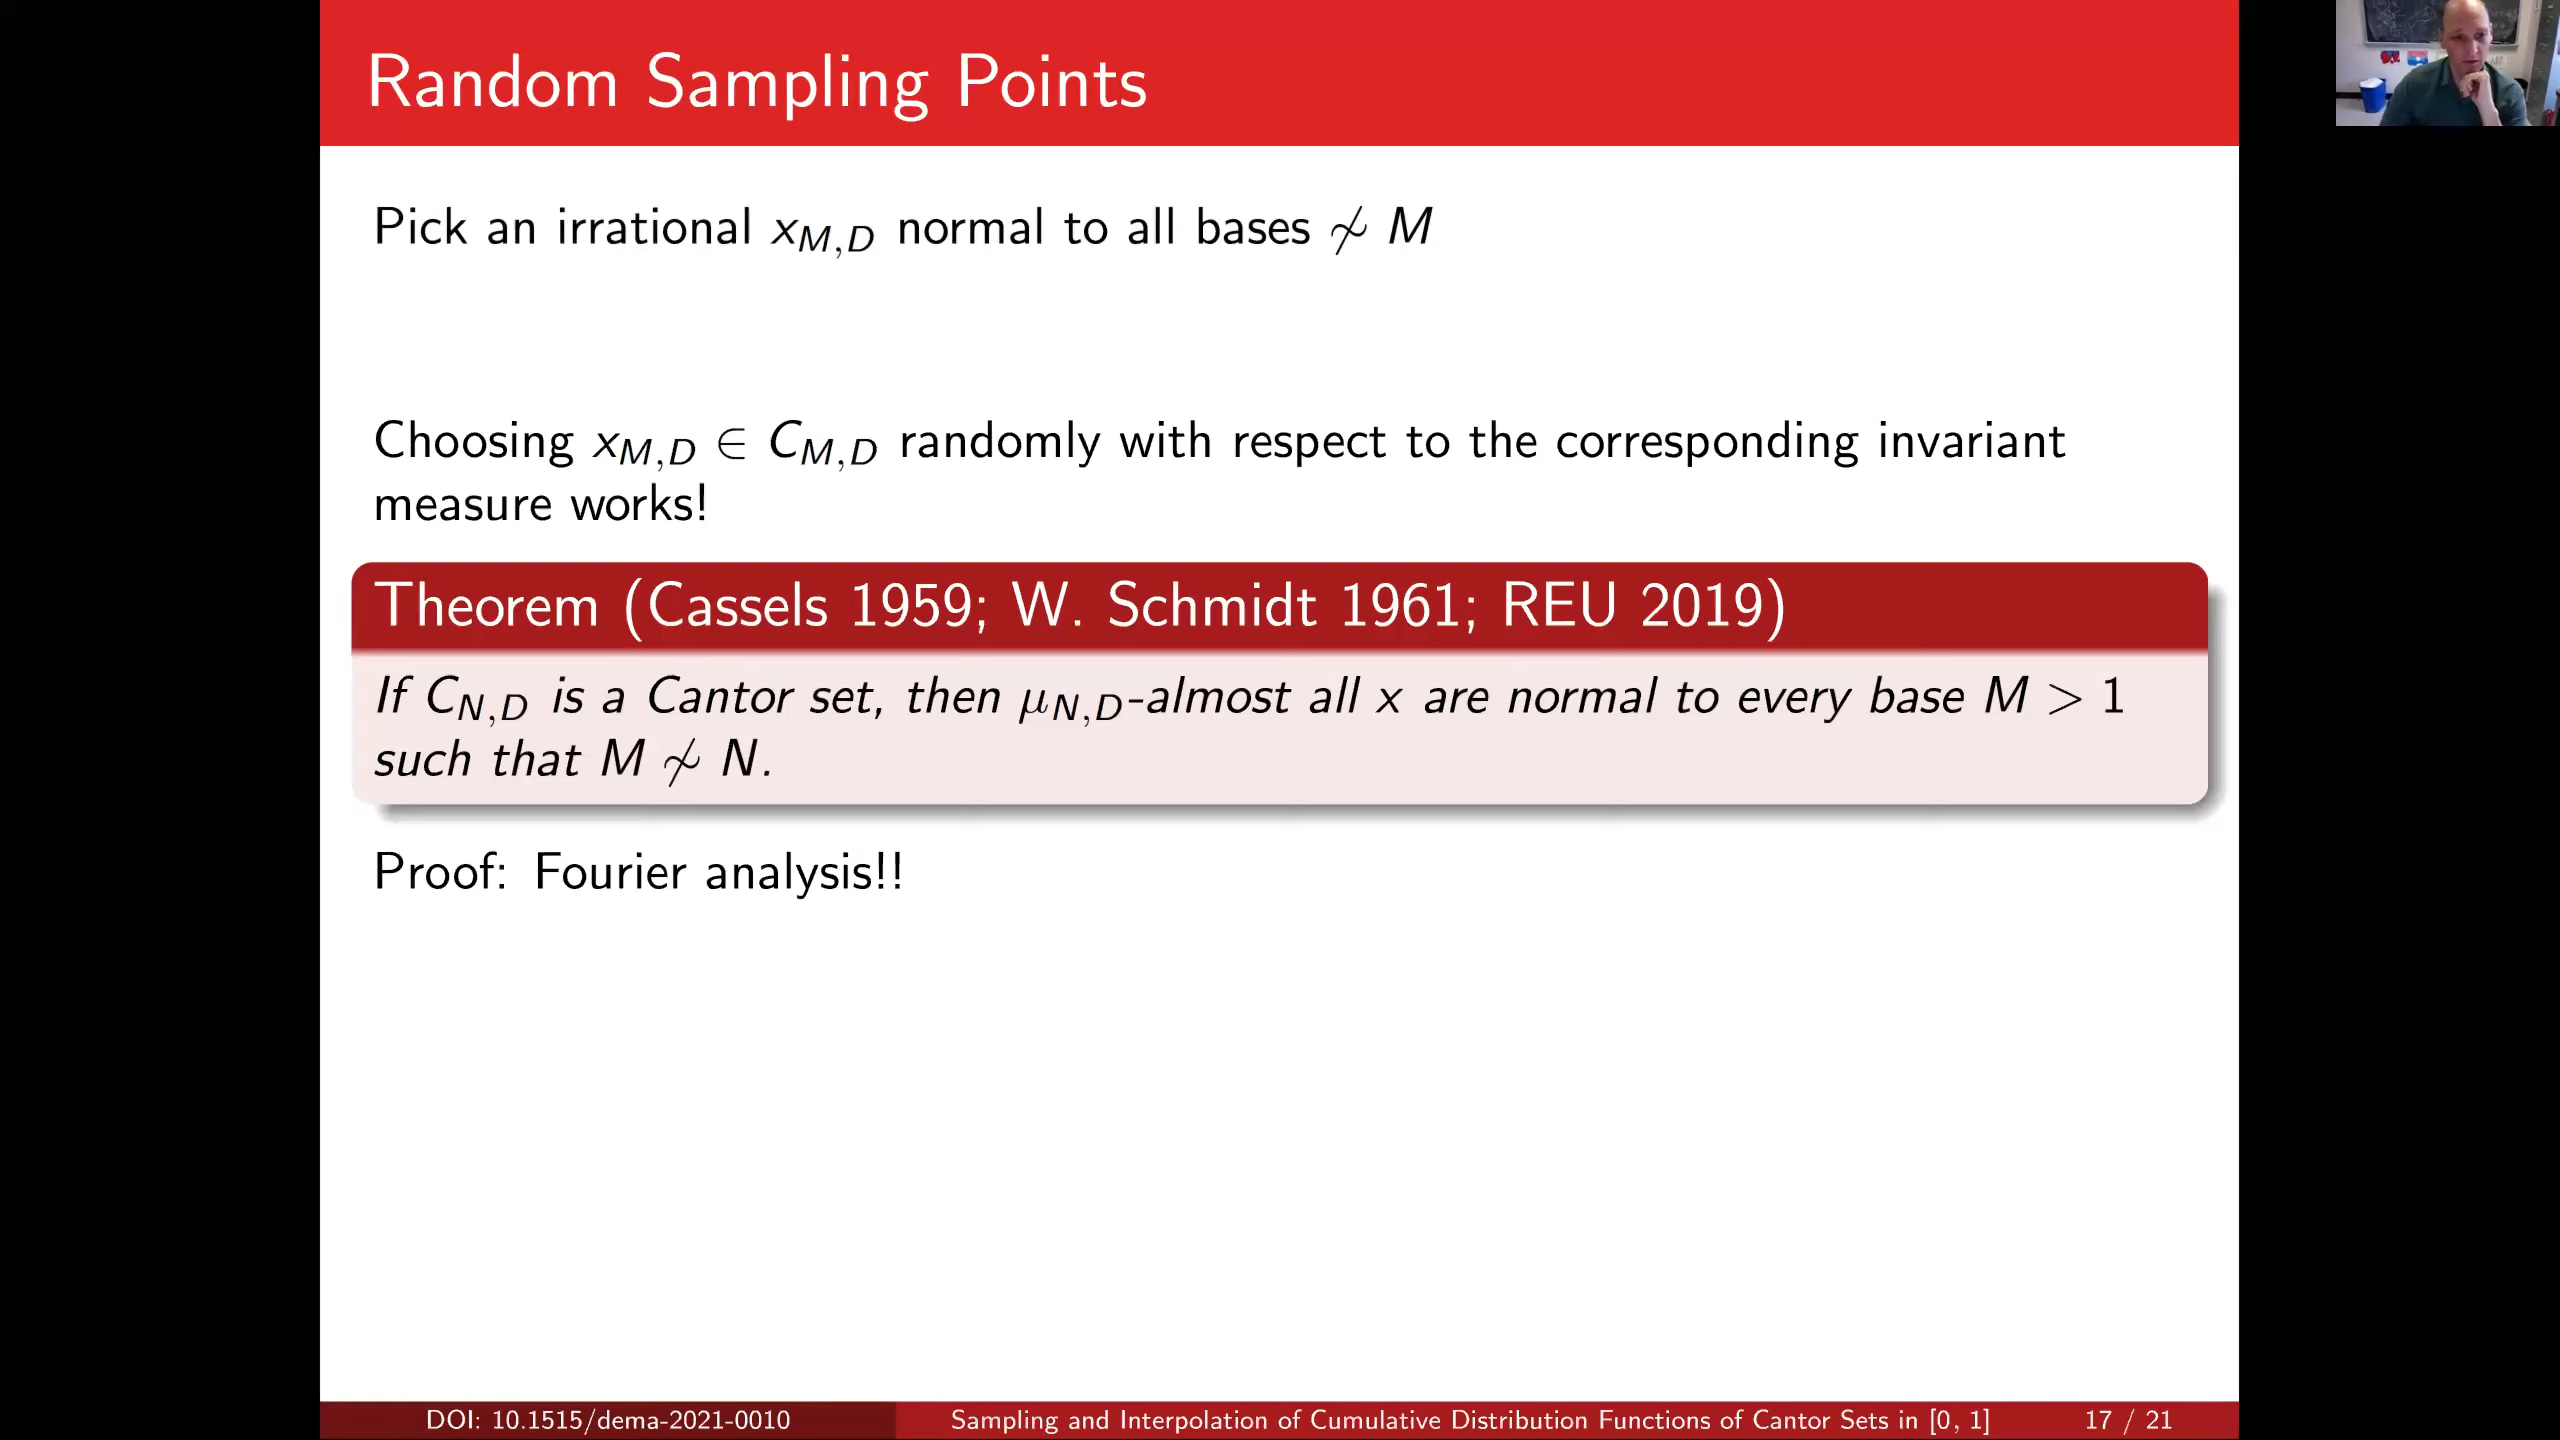 Random Sampling Points
Pick an irrational x_{M,D} normal to all bases ≁ M
Choosing x_{M,D} ∈ C_{M,D} randomly with respect to the corresponding invariant
measure works!
Theorem (Cassels 1959; W. Schmidt 1961; REU 2019)
If C_{N,D} is a Cantor set, then μ_{N,D}-almost all x are normal to every base M > 1
such that M ≁ N.
Proof: Fourier analysis!!
DOI: 10.1515/dema-2021-0010 Sampling and Interpolation of Cumulative Distribution Functions of Cantor Sets in [0, 1] 17 / 21